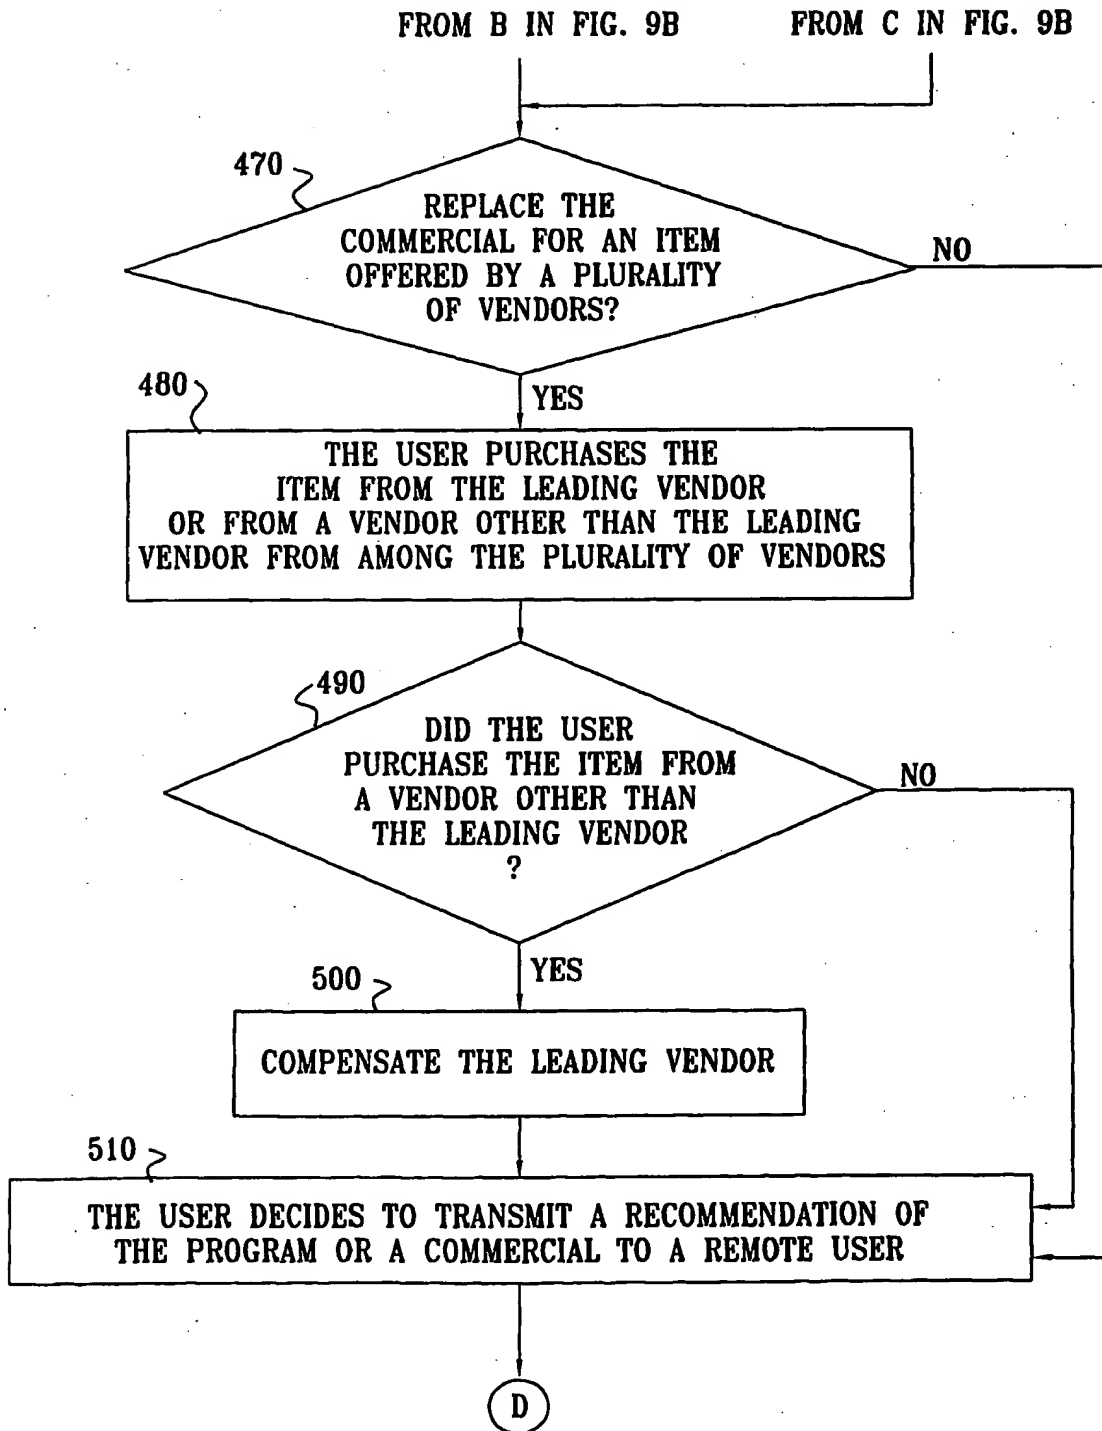 FROM B IN FIG. 9B
FROM C IN FIG. 9B
470
REPLACE THE
COMMERCIAL FOR AN ITEM
OFFERED BY A PLURALITY
OF VENDORS?
NO
YES
480
THE USER PURCHASES THE
ITEM FROM THE LEADING VENDOR
OR FROM A VENDOR OTHER THAN THE LEADING
VENDOR FROM AMONG THE PLURALITY OF VENDORS
490
DID THE USER
PURCHASE THE ITEM FROM
A VENDOR OTHER THAN
THE LEADING VENDOR
?
NO
YES
500
COMPENSATE THE LEADING VENDOR
510
THE USER DECIDES TO TRANSMIT A RECOMMENDATION OF
THE PROGRAM OR A COMMERCIAL TO A REMOTE USER
D